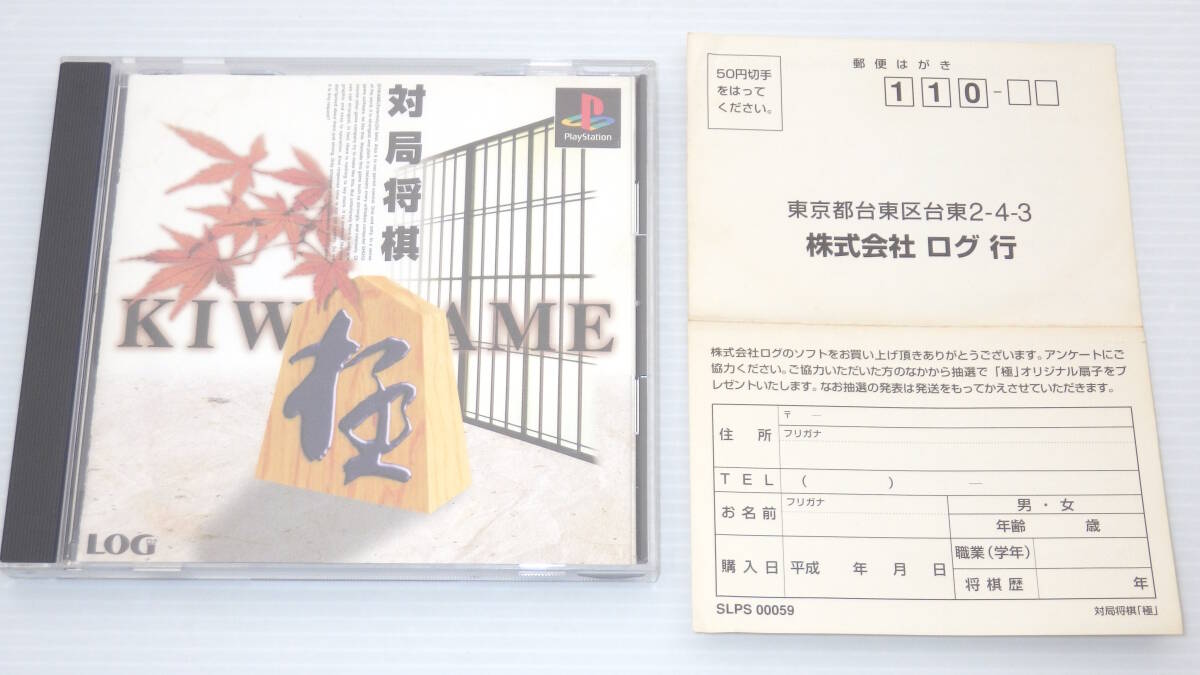 対局将棋
PlayStation
KIW AME
極
LOG
50円切手
をはって
ください。
郵便はがき
110-
東京都台東区台東2-4-3
株式会社 ログ 行
株式会社ログのソフトをお買い上げ頂きありがとうございます。アンケートにご
協力ください。ご協力いただいた方のなかから抽選で「極」オリジナル扇子をプ
レゼントいたします。なお抽選の発表は発送をもってかえさせていただきます。
〒 ―
住 所
フリガナ
TEL ( ) ―
お名前
フリガナ
男・女
年齢 歳
購入日 平成 年 月 日
職業(学年)
将棋歴 年
SLPS 00059
対局将棋「極」